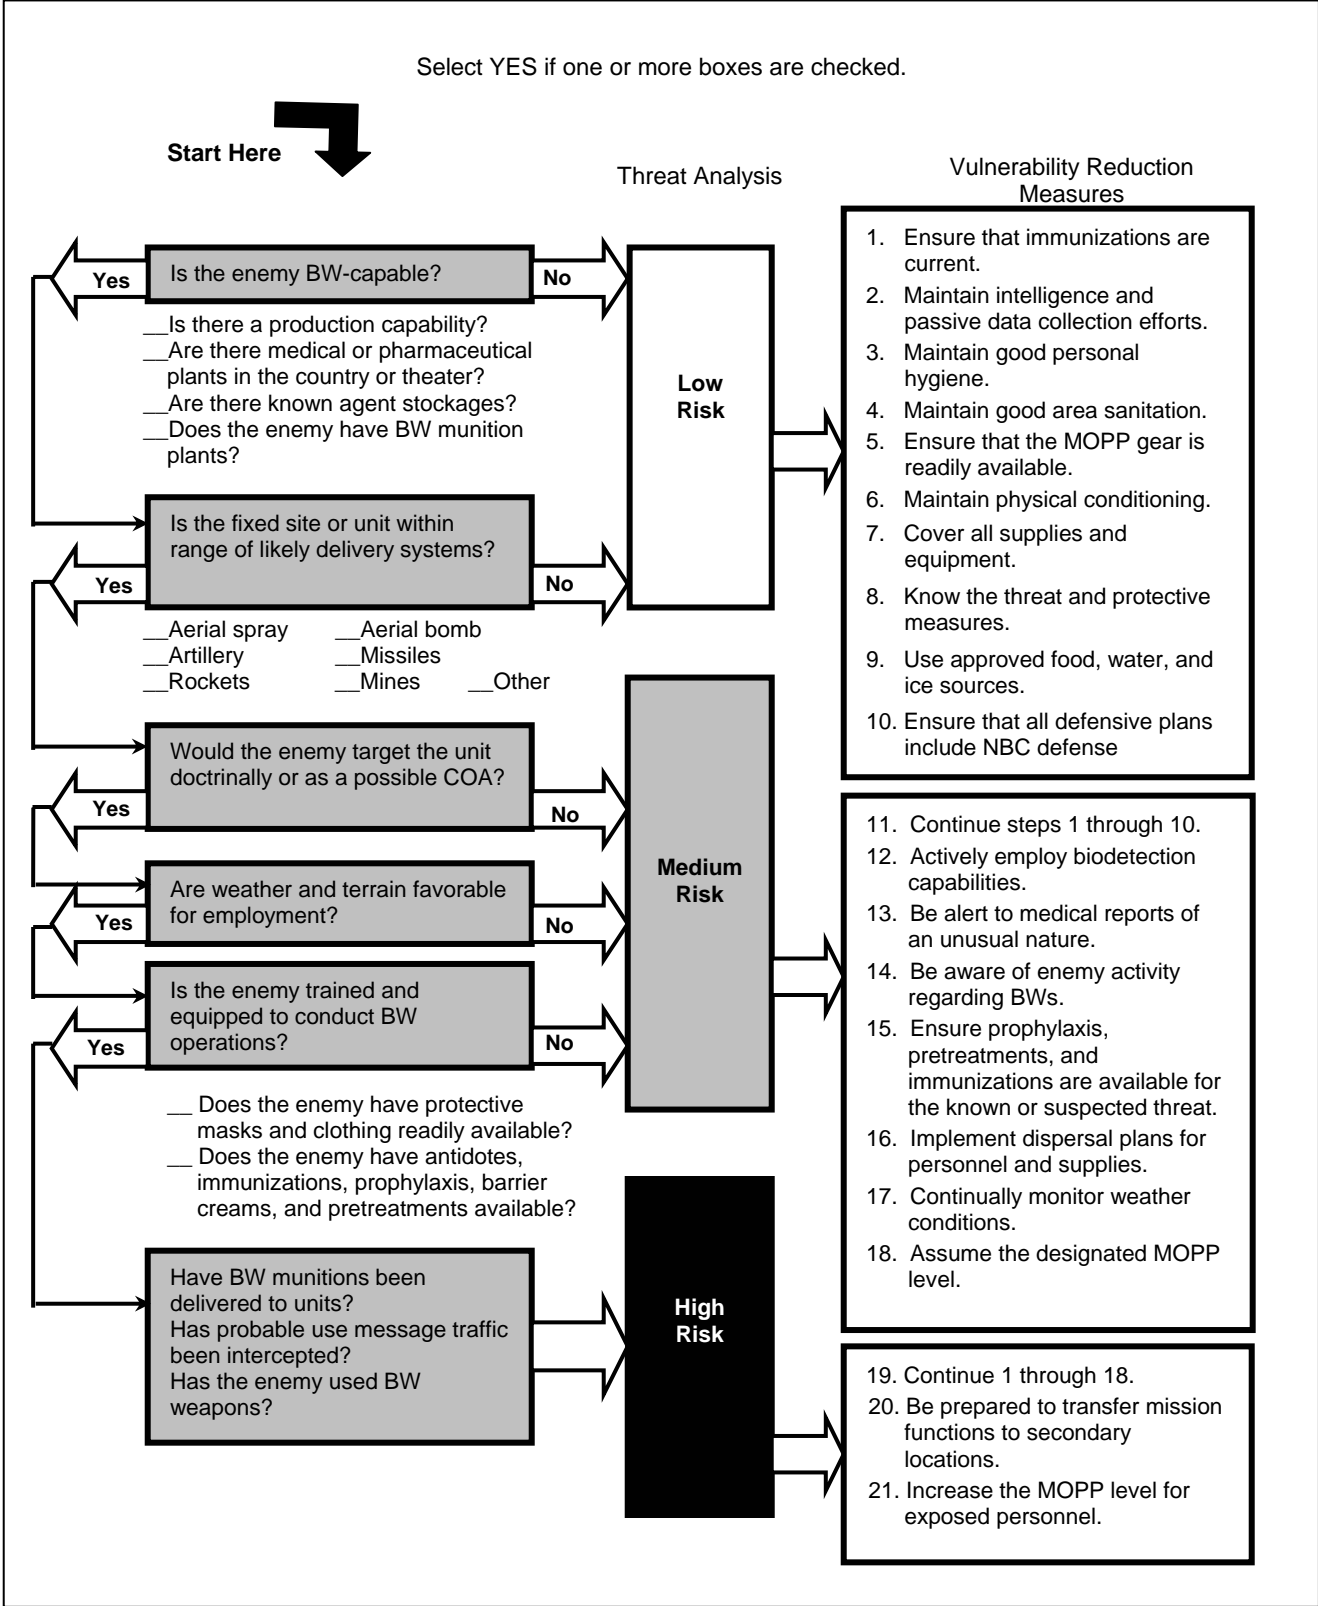 Select YES if one or more boxes are checked.
Start Here
Threat Analysis
Vulnerability Reduction
Measures
Yes
Is the enemy BW-capable?
No
__Is there a production capability?
__Are there medical or pharmaceutical
plants in the country or theater?
__Are there known agent stockages?
__Does the enemy have BW munition
plants?
Is the fixed site or unit within
range of likely delivery systems?
Yes
No
__Aerial spray __Aerial bomb
__Artillery __Missiles
__Rockets __Mines __Other
Would the enemy target the unit
doctrinally or as a possible COA?
Yes
No
Are weather and terrain favorable
for employment?
Yes
No
Is the enemy trained and
equipped to conduct BW
operations?
Yes
No
__ Does the enemy have protective
masks and clothing readily available?
__ Does the enemy have antidotes,
immunizations, prophylaxis, barrier
creams, and pretreatments available?
Have BW munitions been
delivered to units?
Has probable use message traffic
been intercepted?
Has the enemy used BW
weapons?
Low
Risk
Medium
Risk
High
Risk
1. Ensure that immunizations are
current.
2. Maintain intelligence and
passive data collection efforts.
3. Maintain good personal
hygiene.
4. Maintain good area sanitation.
5. Ensure that the MOPP gear is
readily available.
6. Maintain physical conditioning.
7. Cover all supplies and
equipment.
8. Know the threat and protective
measures.
9. Use approved food, water, and
ice sources.
10. Ensure that all defensive plans
include NBC defense
11. Continue steps 1 through 10.
12. Actively employ biodetection
capabilities.
13. Be alert to medical reports of
an unusual nature.
14. Be aware of enemy activity
regarding BWs.
15. Ensure prophylaxis,
pretreatments, and
immunizations are available for
the known or suspected threat.
16. Implement dispersal plans for
personnel and supplies.
17. Continually monitor weather
conditions.
18. Assume the designated MOPP
level.
19. Continue 1 through 18.
20. Be prepared to transfer mission
functions to secondary
locations.
21. Increase the MOPP level for
exposed personnel.